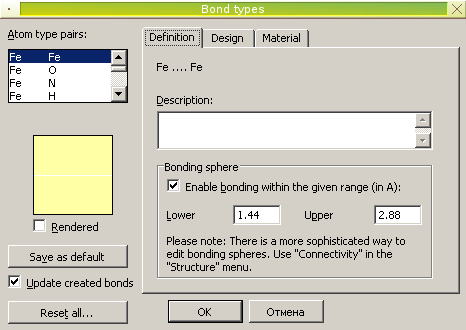 Bond types
Atom type pairs:
Fe Fe
Fe O
Fe N
Fe H
Rendered
Save as default
Update created bonds
Reset all...
Definition Design Material
Fe .... Fe
Description:
Bonding sphere
Enable bonding within the given range (in A):
Lower 1.44 Upper 2.88
Please note: There is a more sophisticated way to
edit bonding spheres. Use "Connectivity" in the
"Structure" menu.
OK Отмена